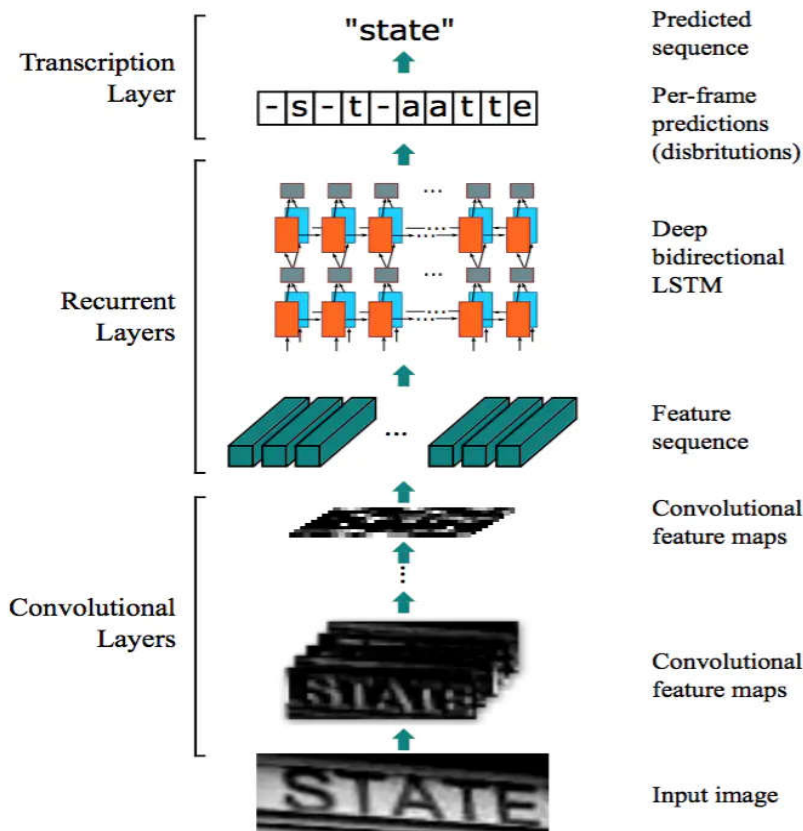 "state"
Predicted
sequence
Transcription
Layer
- s - t - a a t t e
Per-frame
predictions
(disbritutions)
...
...
Deep
bidirectional
LSTM
...
...
Recurrent
Layers
...
Feature
sequence
Convolutional
feature maps
...
Convolutional
Layers
STATE
Convolutional
feature maps
STATE
Input image